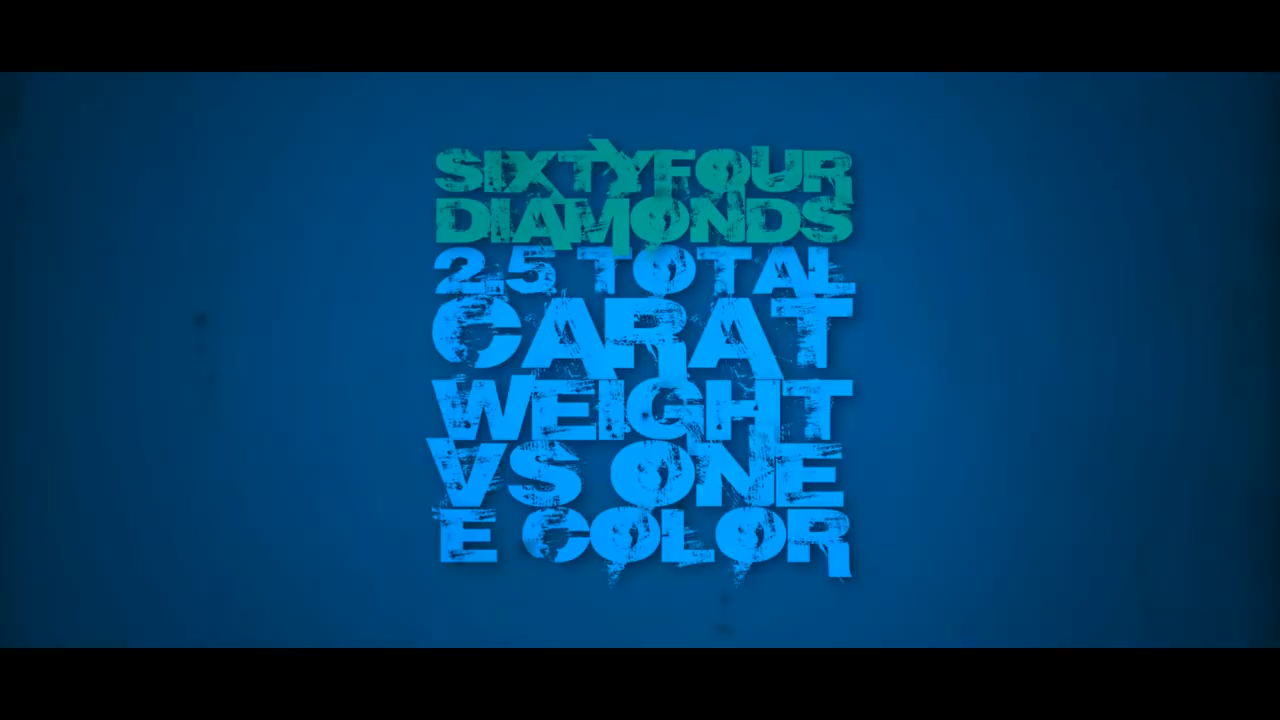 SIXTYFOUR
DIAMONDS
2.5 TOTAL
CARAT
WEIGHT
VS ONE
E COLOR